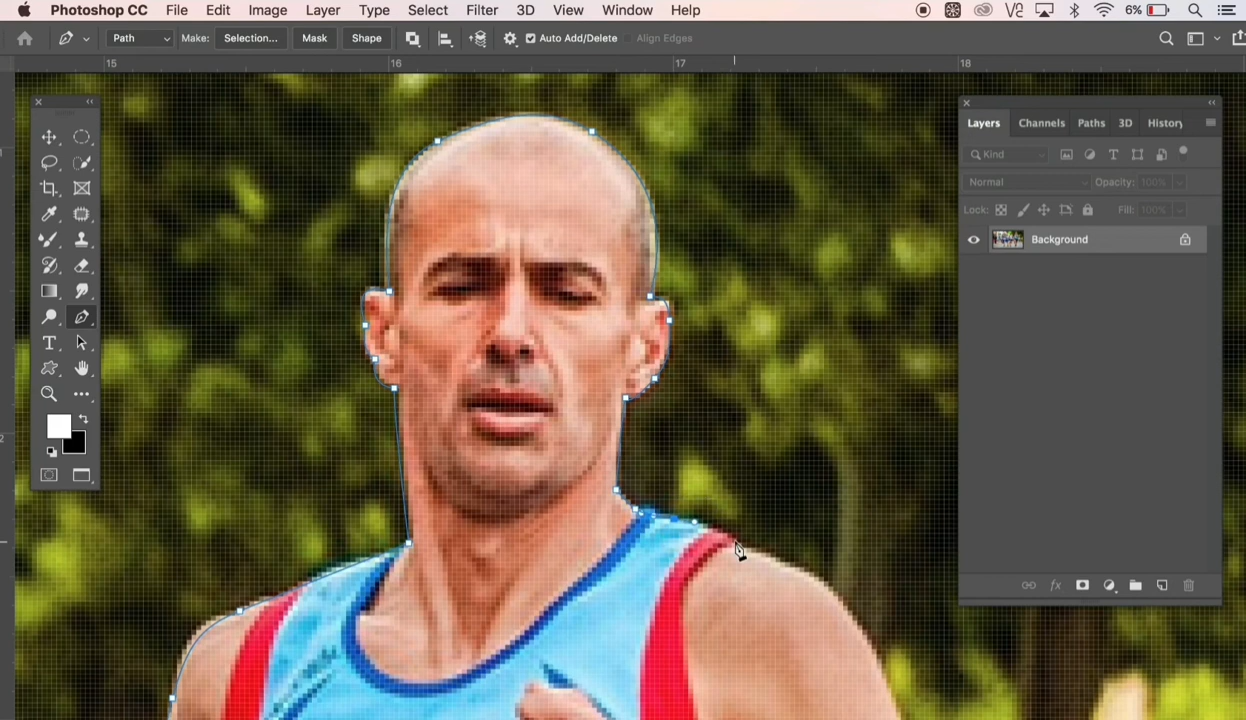 Photoshop CC File Edit Image Layer Type Select Filter 3D View Window Help 6%
Path Make: Selection... Mask Shape Auto Add/Delete Align Edges
15 16 17 18
Layers Channels Paths 3D History
Kind
Normal Opacity: 100%
Lock: Fill: 100%
Background
2